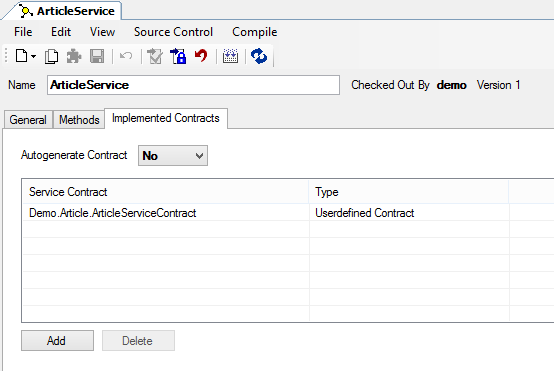 ArticleService
File Edit View Source Control Compile
Name ArticleService Checked Out By demo Version 1
General Methods Implemented Contracts
Autogenerate Contract No
Service Contract Type
Demo.Article.ArticleServiceContract Userdefined Contract
Add Delete